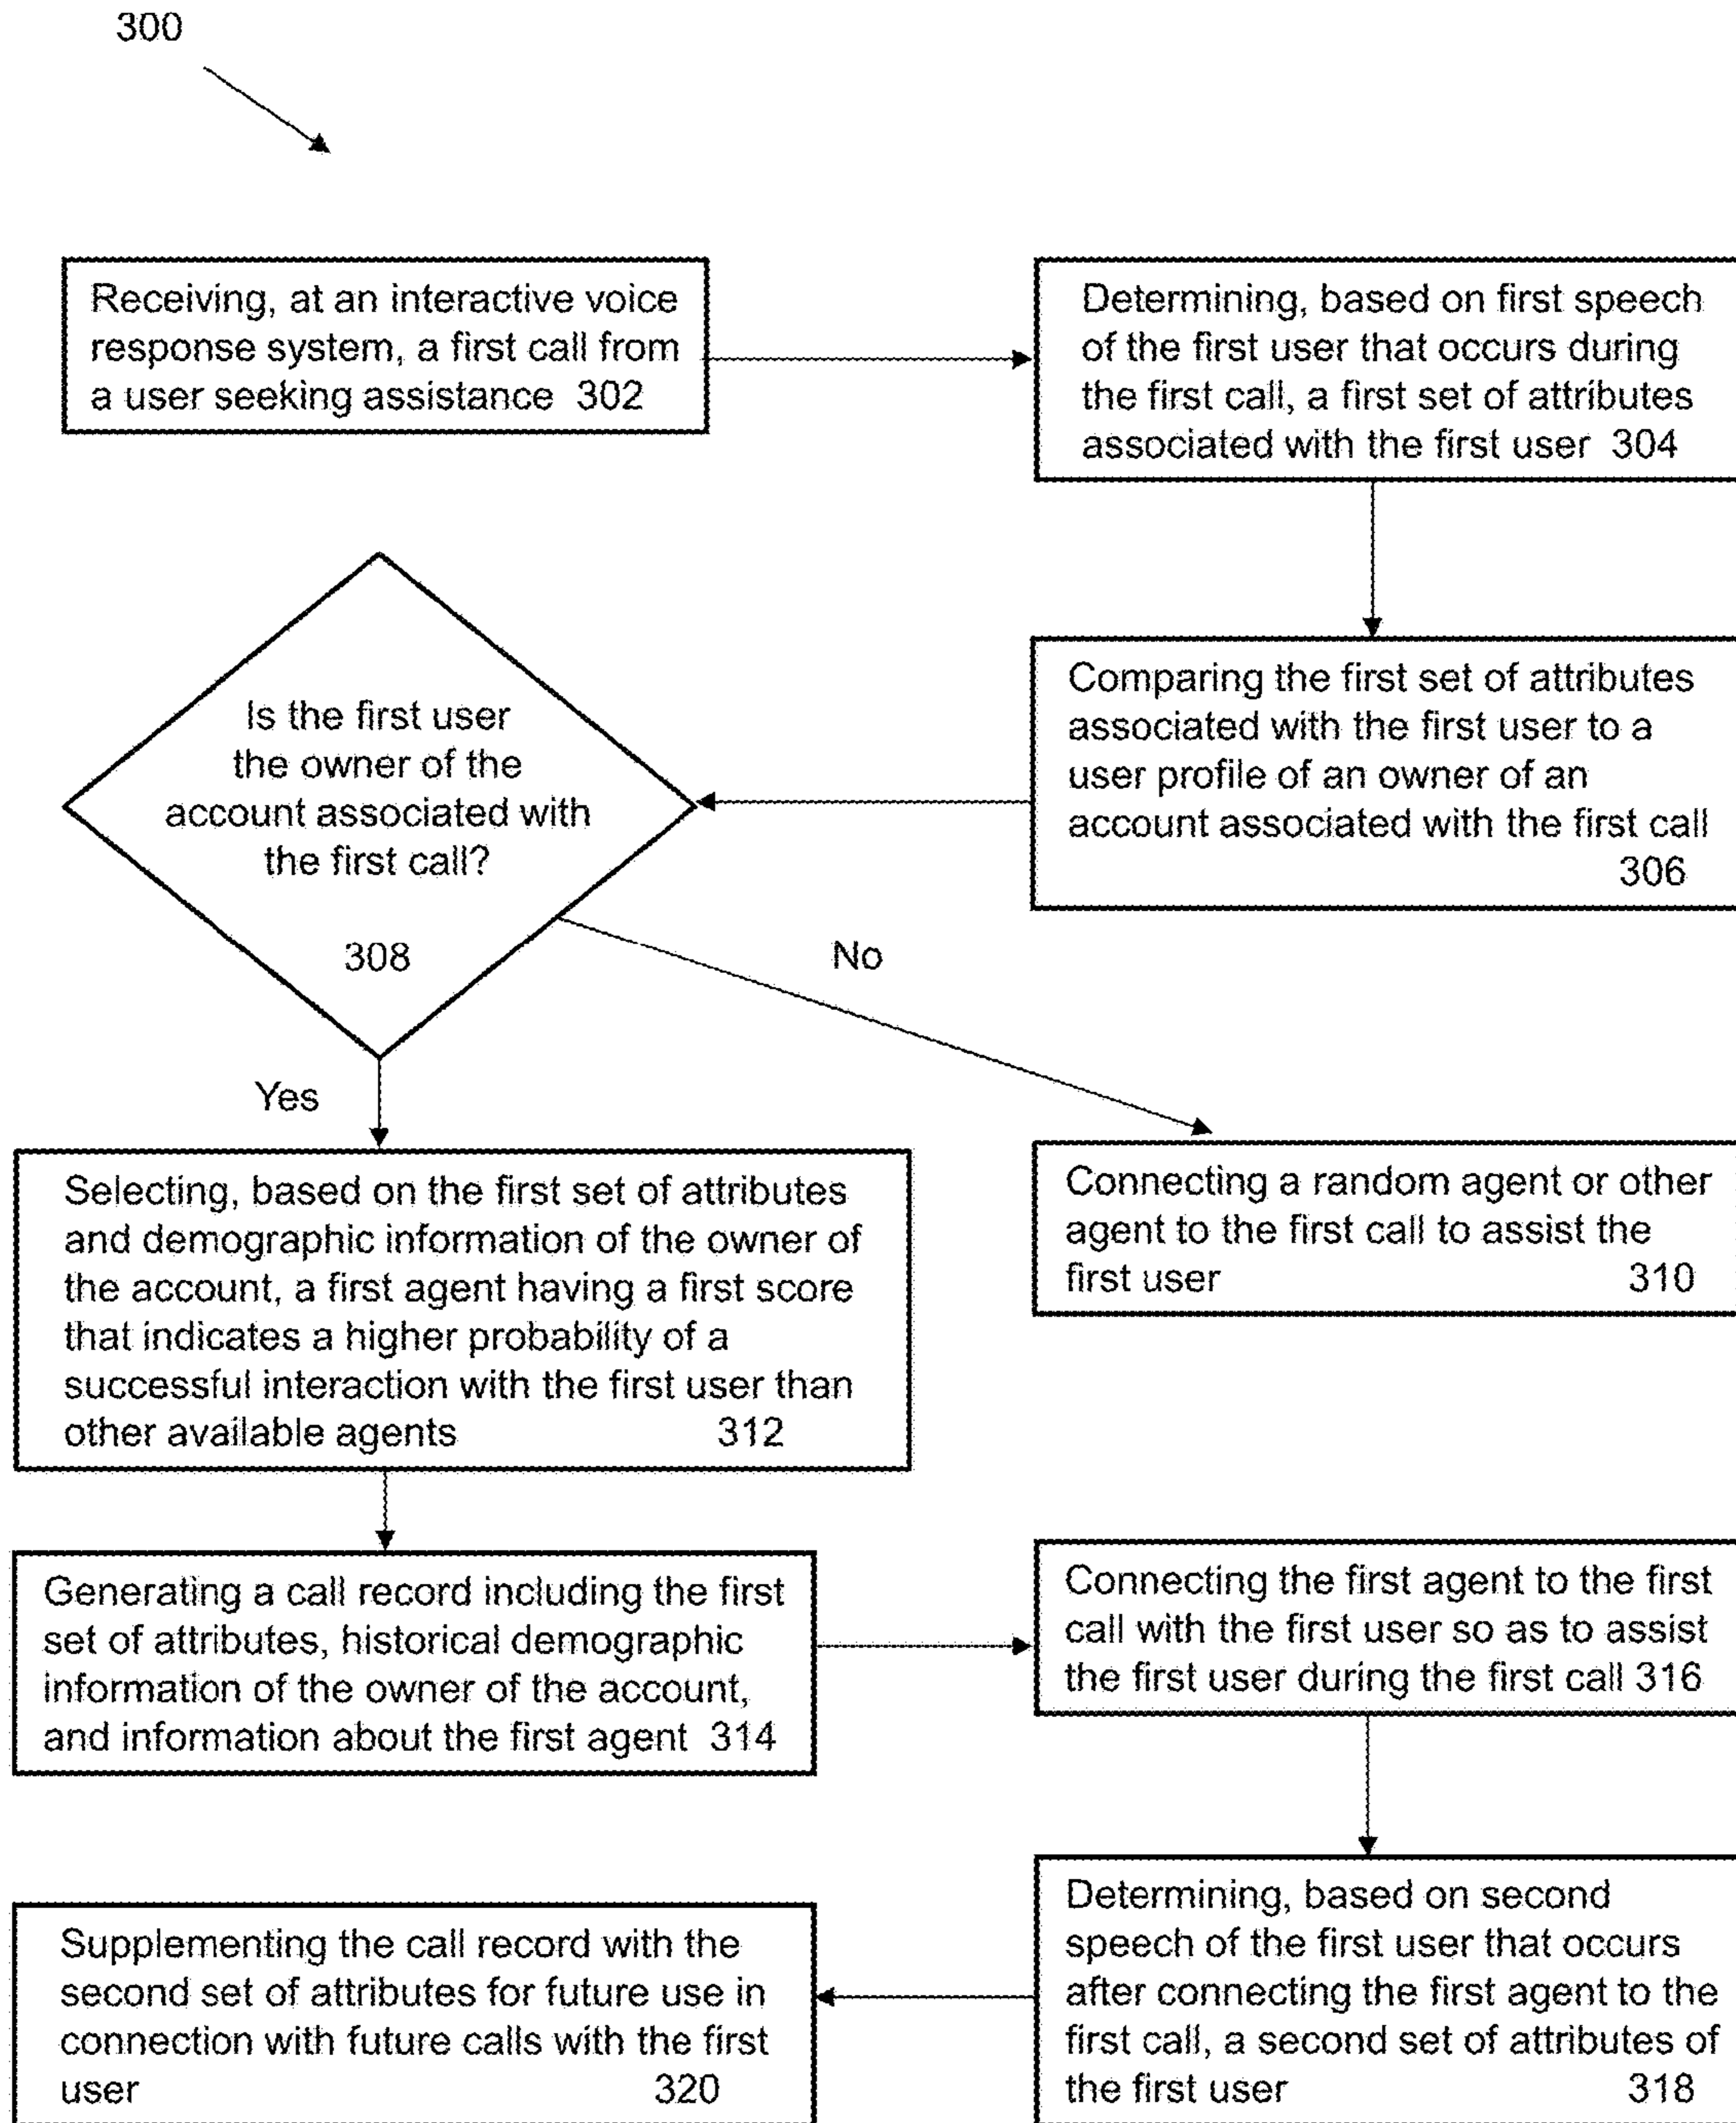 300
Receiving, at an interactive voice
response system, a first call from
a user seeking assistance 302
Determining, based on first speech
of the first user that occurs during
the first call, a first set of attributes
associated with the first user 304
Comparing the first set of attributes
associated with the first user to a
user profile of an owner of an
account associated with the first call
306
Is the first user
the owner of the
account associated with
the first call?
308
No
Yes
Connecting a random agent or other
agent to the first call to assist the
first user 310
Selecting, based on the first set of attributes
and demographic information of the owner of
the account, a first agent having a first score
that indicates a higher probability of a
successful interaction with the first user than
other available agents 312
Generating a call record including the first
set of attributes, historical demographic
information of the owner of the account,
and information about the first agent 314
Connecting the first agent to the first
call with the first user so as to assist
the first user during the first call 316
Determining, based on second
speech of the first user that occurs
after connecting the first agent to the
first call, a second set of attributes of
the first user 318
Supplementing the call record with the
second set of attributes for future use in
connection with future calls with the first
user 320